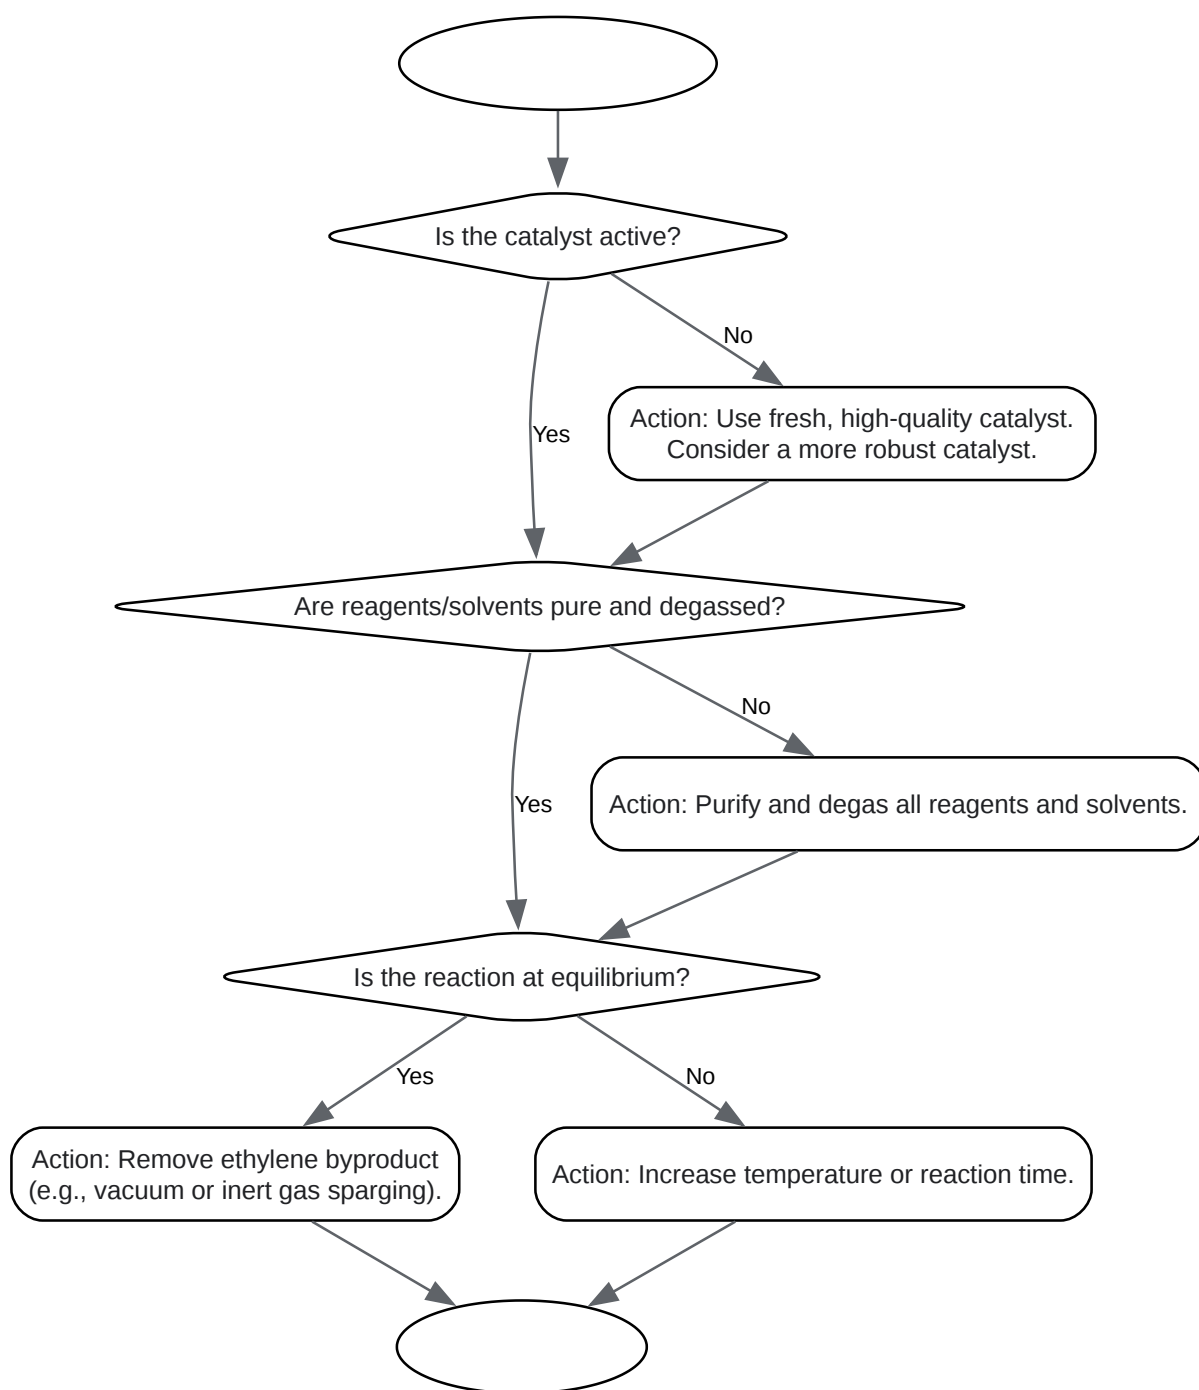 Is the catalyst active?
No
Yes
Action: Use fresh, high-quality catalyst.
Consider a more robust catalyst.
Are reagents/solvents pure and degassed?
No
Yes
Action: Purify and degas all reagents and solvents.
Is the reaction at equilibrium?
Yes
No
Action: Remove ethylene byproduct
(e.g., vacuum or inert gas sparging).
Action: Increase temperature or reaction time.